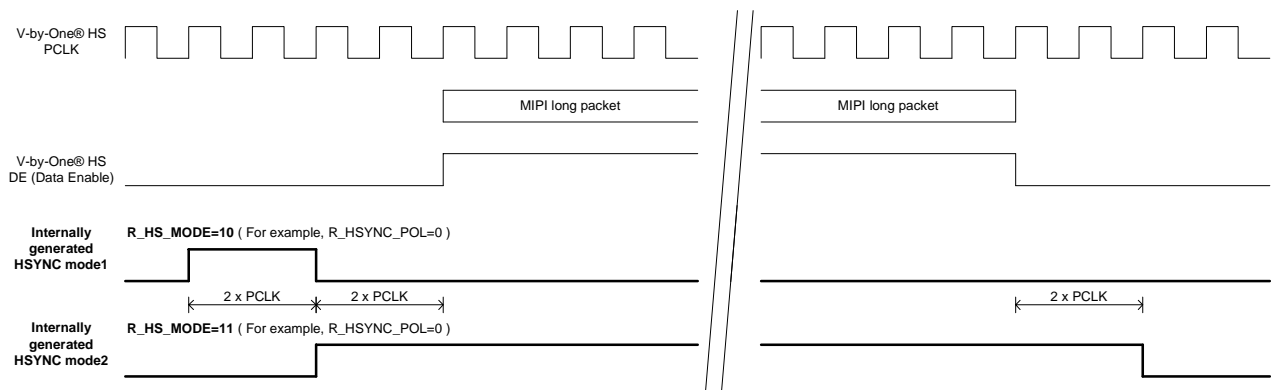 V-by-One® HS
PCLK
MIPI long packet
MIPI long packet
V-by-One® HS
DE (Data Enable)
Internally
generated
HSYNC mode1
R_HS_MODE=10 ( For example, R_HSYNC_POL=0 )
2 x PCLK
2 x PCLK
2 x PCLK
Internally
generated
HSYNC mode2
R_HS_MODE=11 ( For example, R_HSYNC_POL=0 )